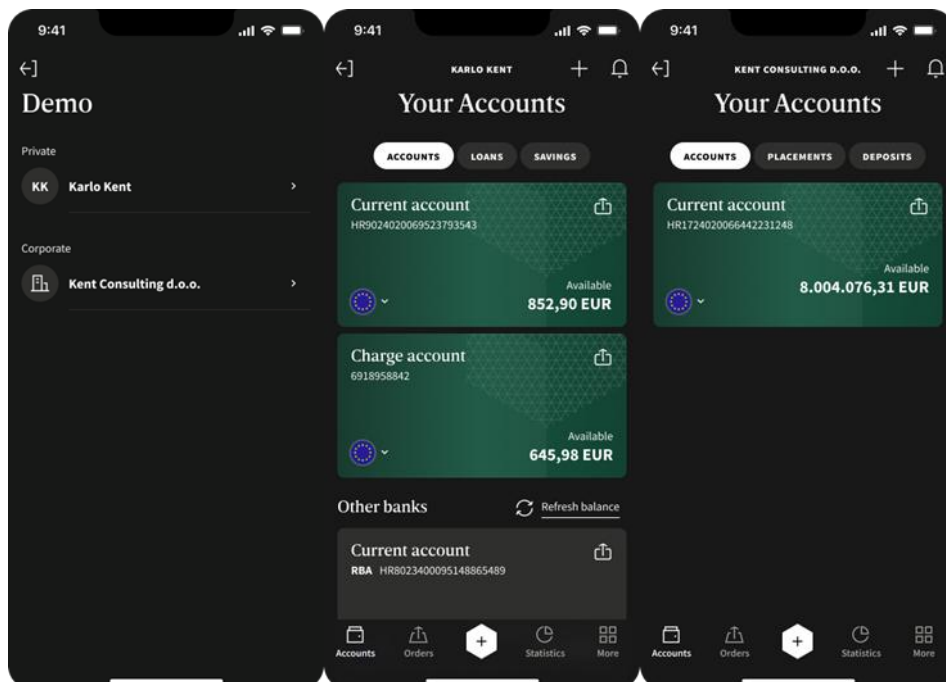 9:41
Demo
Private
KK Karlo Kent
Corporate
Kent Consulting d.o.o.
9:41
KARLO KENT
Your Accounts
ACCOUNTS LOANS SAVINGS
Current account
HR9024020069523793543
Available
852,90 EUR
Charge account
6918958842
Available
645,98 EUR
Other banks Refresh balance
Current account
RBA HR8023400095148865489
Accounts Orders Statistics More
9:41
KENT CONSULTING D.O.O.
Your Accounts
ACCOUNTS PLACEMENTS DEPOSITS
Current account
HR1724020066442231248
Available
8.004.076,31 EUR
Accounts Orders Statistics More